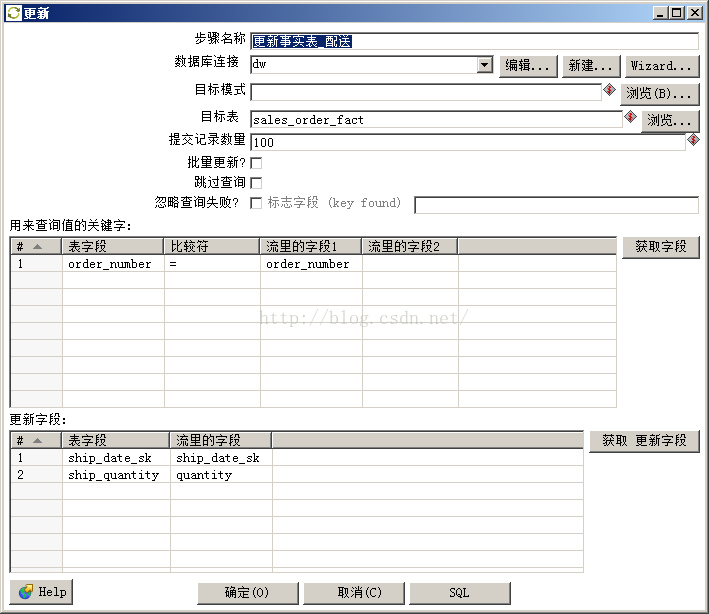 更新
步骤名称 更新事实表_配送
数据库连接 dw 编辑... 新建... Wizard...
目标模式 浏览(B)...
目标表 sales_order_fact 浏览...
提交记录数量 100
批量更新?
跳过查询
忽略查询失败? 标志字段 (key found)
用来查询值的关键字:
# 表字段 比较符 流里的字段1 流里的字段2 获取字段
1 order_number = order_number
http://blog.csdn.net/
更新字段:
# 表字段 流里的字段 获取 更新字段
1 ship_date_sk ship_date_sk
2 ship_quantity quantity
Help 确定(O) 取消(C) SQL